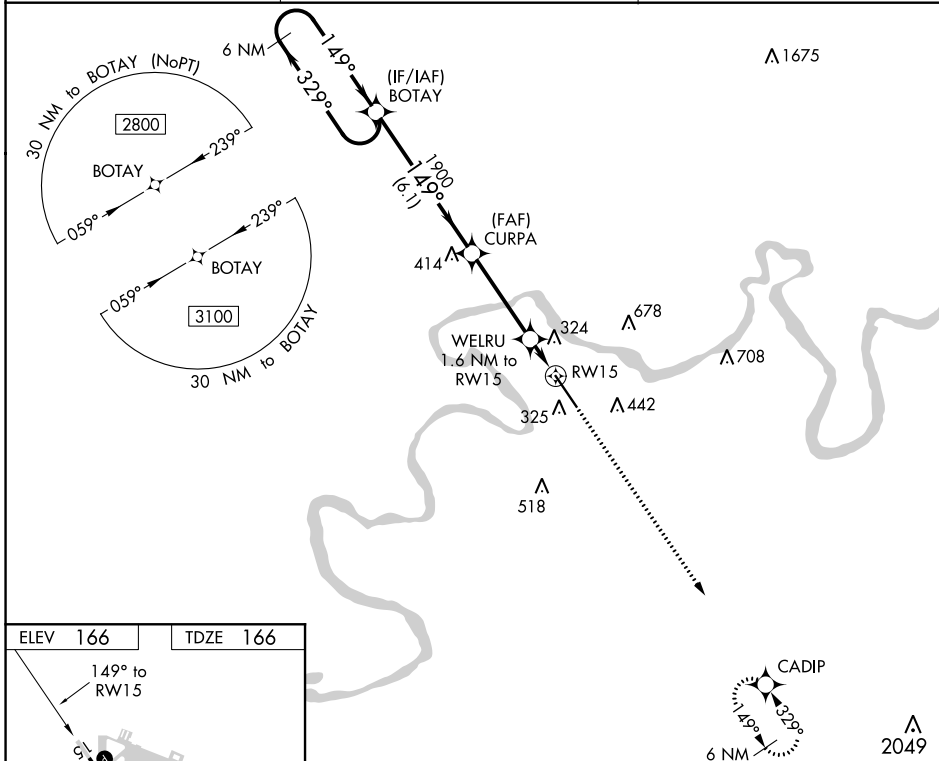 6 NM
149°
329°
(IF/IAF)
BOTAY
1675
30 NM to BOTAY (NoPT)
2800
239°
BOTAY
059°
1900
149°
(6.1)
(FAF)
CURPA
414
239°
BOTAY
059°
3100
30 NM to BOTAY
WELRU
1.6 NM to
RW15
324
678
708
RW15
325
442
518
ELEV 166
TDZE 166
149° to
RW15
15
A
CADIP
149°
329°
6 NM
2049